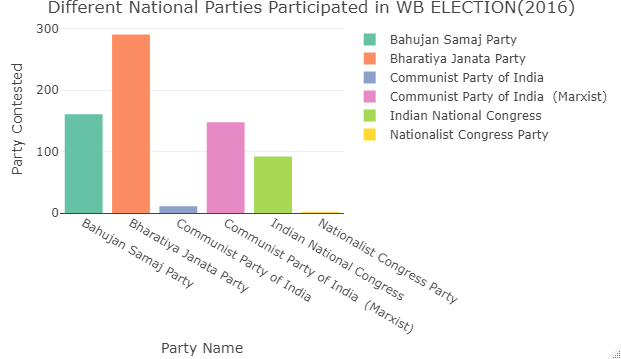 Different National Parties Participated in WB ELECTION(2016)
Party Contested
300
200
100
0
Bahujan Samaj Party
Bharatiya Janata Party
Communist Party of India
Communist Party of India  (Marxist)
Indian National Congress
Nationalist Congress Party
Party Name
Bahujan Samaj Party
Bharatiya Janata Party
Communist Party of India
Communist Party of India  (Marxist)
Indian National Congress
Nationalist Congress Party